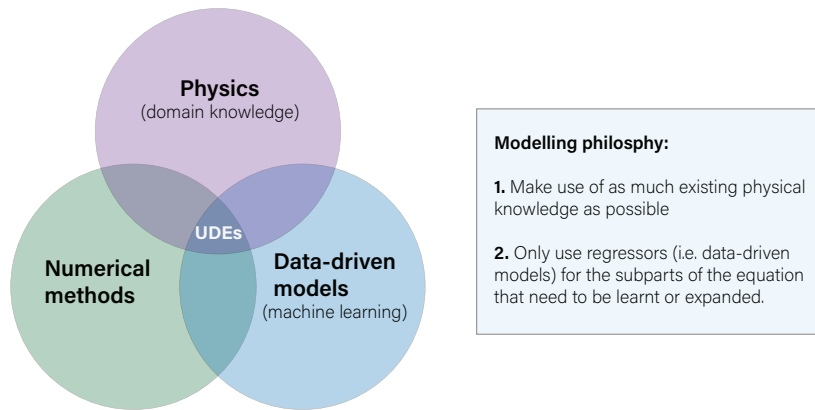 Physics
(domain knowledge)
UDEs
Numerical
methods
Data-driven
models
(machine learning)
Modelling philosphy:
1. Make use of as much existing physical
knowledge as possible
2. Only use regressors (i.e. data-driven
models) for the subparts of the equation
that need to be learnt or expanded.